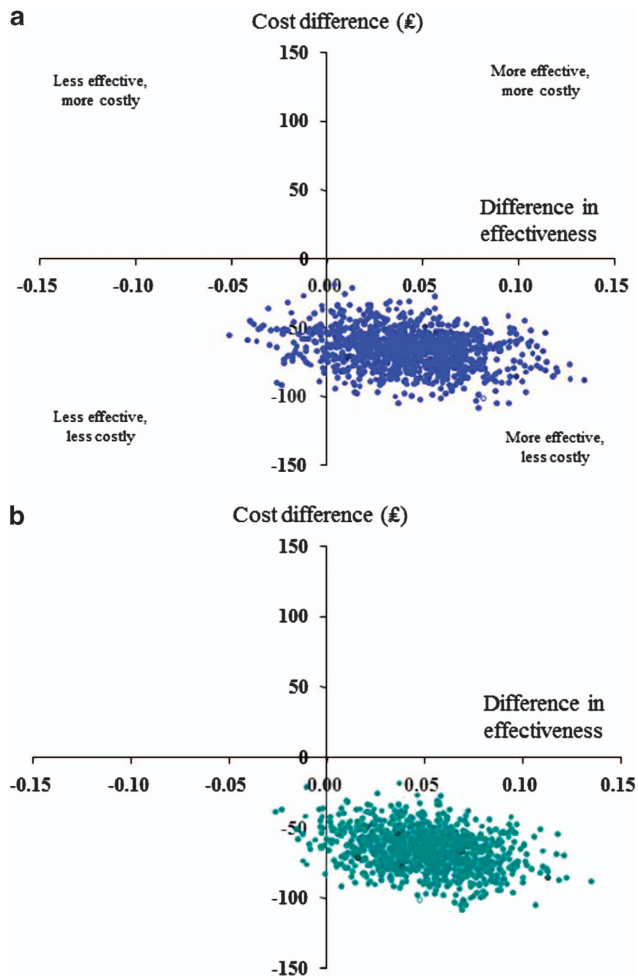 a
Cost difference (₤)
150
Less effective,
more costly
More effective,
more costly
100
50
Difference in
effectiveness
0
-0.15 -0.10 -0.05 0.00 0.05 0.10 0.15
-50
-100
Less effective,
less costly
More effective,
less costly
-150
b
Cost difference (₤)
150
100
50
Difference in
effectiveness
0
-0.15 -0.10 -0.05 0.00 0.05 0.10 0.15
-50
-100
-150